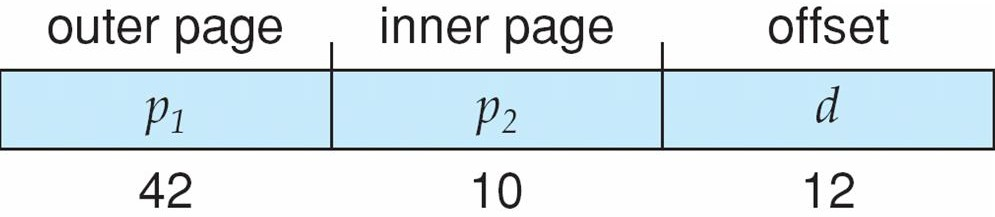 outer page inner page offset
p1 p2 d
42 10 12